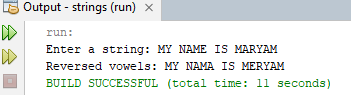 Output - strings (run)
run:
Enter a string: MY NAME IS MARYAM
Reversed vowels: MY NAMA IS MERYAM
BUILD SUCCESSFUL (total time: 11 seconds)